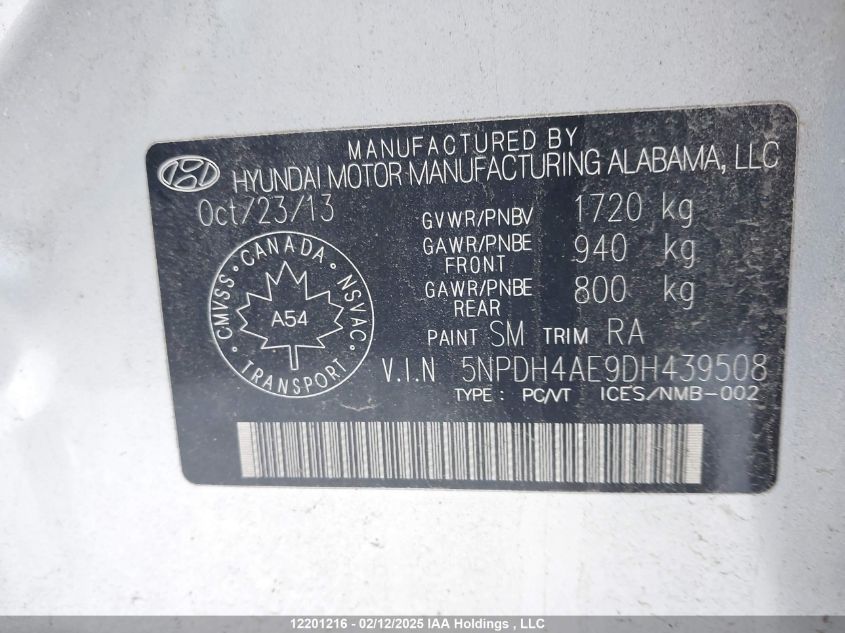 MANUFACTURED BY
HYUNDAI MOTOR MANUFACTURING ALABAMA, LLC
Oct/23/13
GVWR/PNBV 1720 kg
GAWR/PNBE FRONT 940 kg
GAWR/PNBE REAR 800 kg
CMVSS · CANADA · NSVAC · TRANSPORT ·
A54
PAINT SM TRIM RA
V.I.N 5NPDH4AE9DH439508
TYPE : PC/VT ICES/NMB-002
12201216 - 02/12/2025 IAA Holdings , LLC